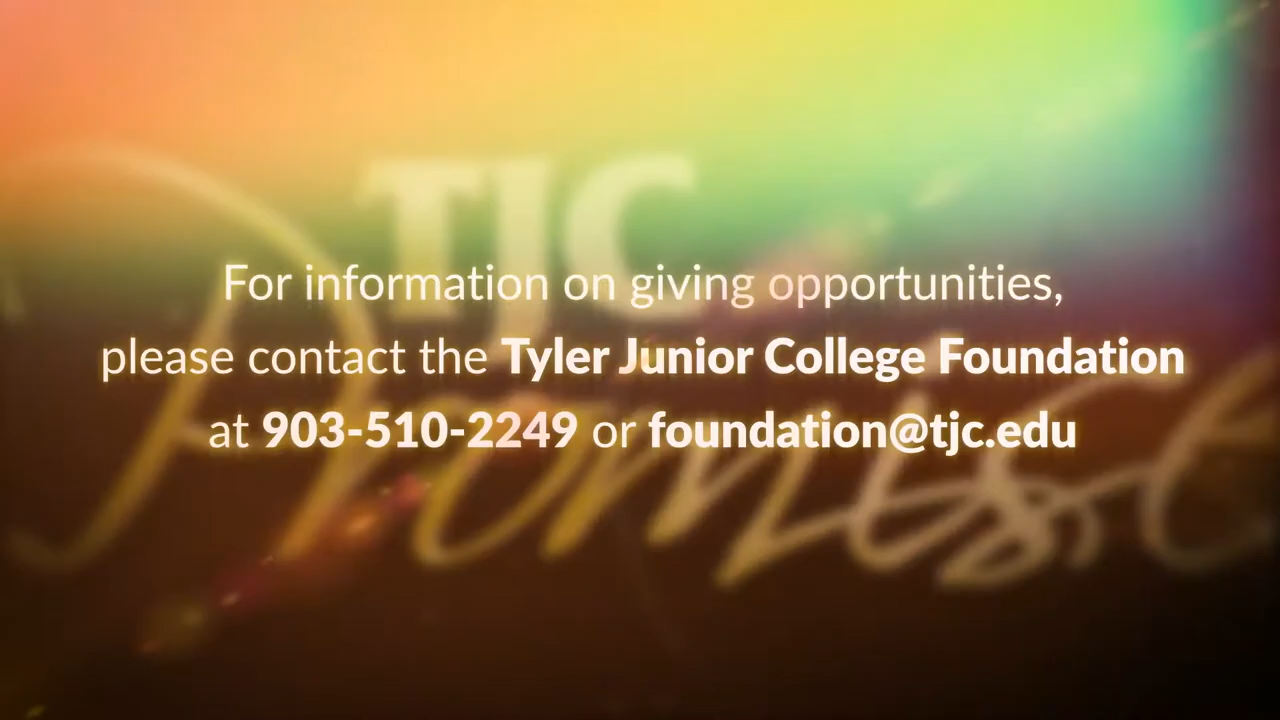 TJC
Promise
For information on giving opportunities,
please contact the Tyler Junior College Foundation
at 903-510-2249 or foundation@tjc.edu